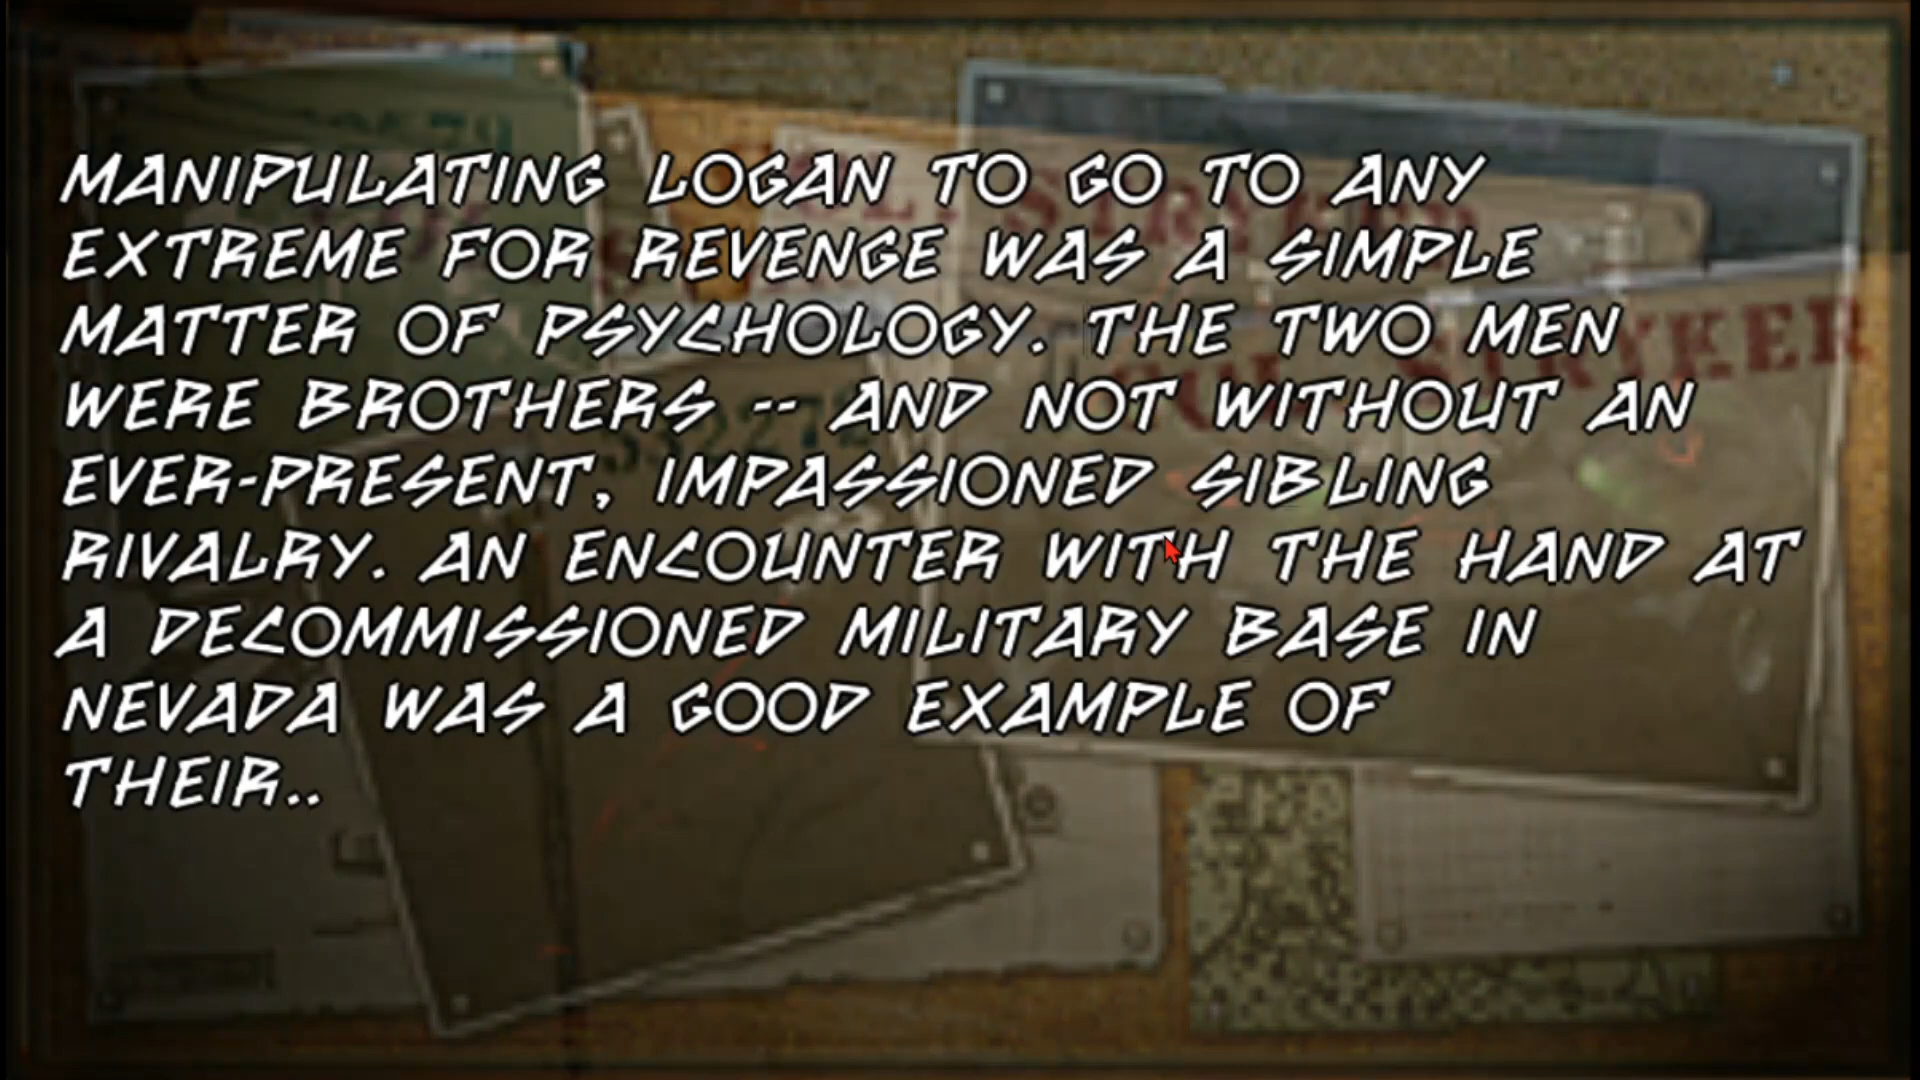 MANIPULATING LOGAN TO GO TO ANY
EXTREME FOR REVENGE WAS A SIMPLE
MATTER OF PSYCHOLOGY. THE TWO MEN
WERE BROTHERS -- AND NOT WITHOUT AN
EVER-PRESENT, IMPASSIONED SIBLING
RIVALRY. AN ENCOUNTER WITH THE HAND AT
A DECOMMISSIONED MILITARY BASE IN
NEVADA WAS A GOOD EXAMPLE OF
THEIR..